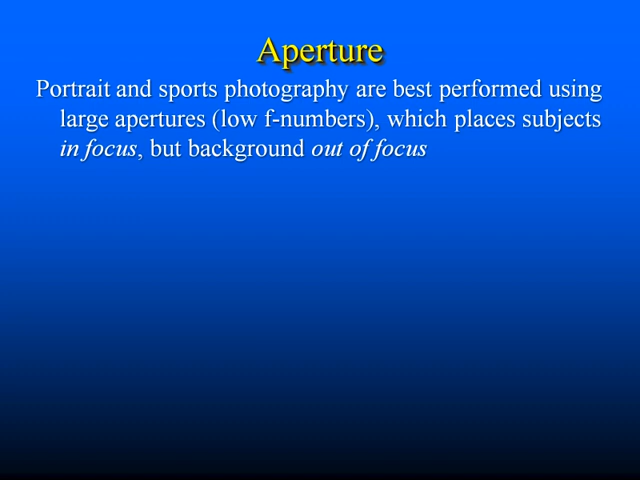 Aperture
Portrait and sports photography are best performed using
large apertures (low f-numbers), which places subjects
in focus, but background out of focus